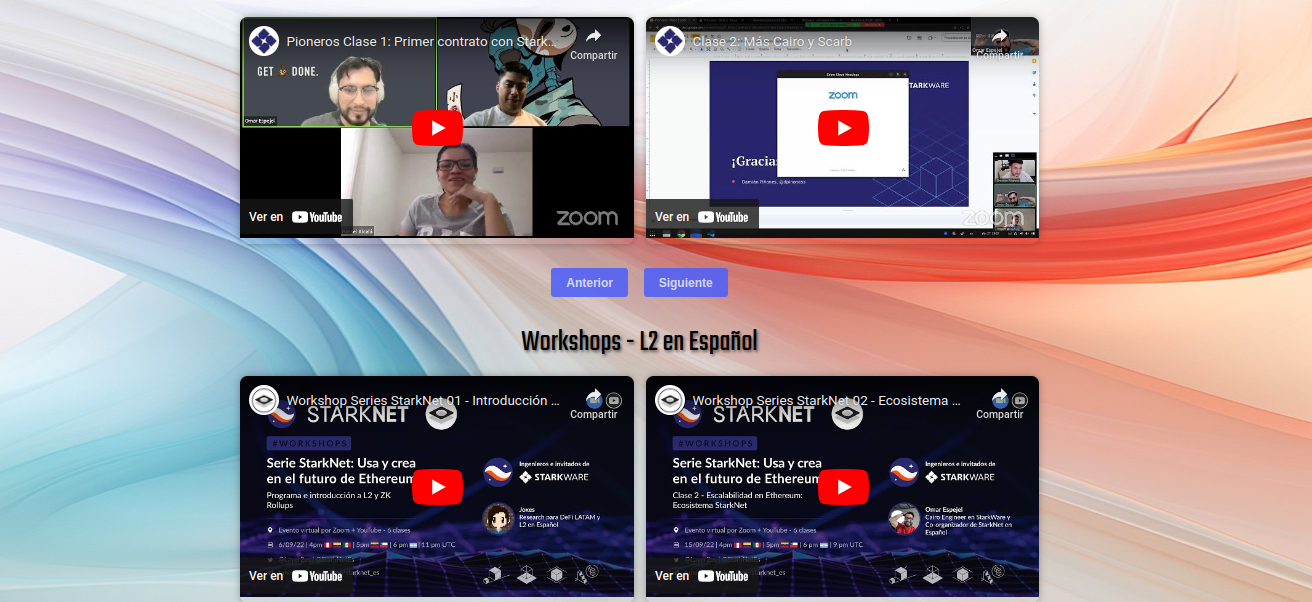 Pioneros Clase 1: Primer contrato con Stark…
Compartir
GET DONE.
Omar Espejel
Ver en YouTube
zoom
Clase 2: Más Cairo y Scarb
Compartir
STARKWARE
zoom
¡Gracias
Ver en YouTube
zoom
Anterior
Siguiente
Workshops - L2 en Español
Workshop Series StarkNet 01 - Introducción …
Compartir
STARKNET
#WORKSHOPS
Serie StarkNet: Usa y crea
en el futuro de Ethereum
Programa e introducción a L2 y ZK
Rollups
Ingenieros e invitados de
STARKWARE
Jokes
Research para DeFi LATAM y
L2 en Español
Evento virtual por Zoom + YouTube - 6 clases
6/09/22 | 4pm | 5pm | 6 pm | 11 pm UTC
Ver en YouTube
Workshop Series StarkNet 02 - Ecosistema …
Compartir
STARKNET
#WORKSHOPS
Serie StarkNet: Usa y crea
en el futuro de Ethereum
Clase 2 - Escalabilidad en Ethereum:
Ecosistema StarkNet
Ingenieros e invitados de
STARKWARE
Omar Espejel
Cairo Engineer en StarkWare y
Co-organizador de StarkNet en
Español
Evento virtual por Zoom + YouTube - 6 clases
15/09/22 | 4pm | 5pm | 6 pm | 9 pm UTC
Ver en YouTube